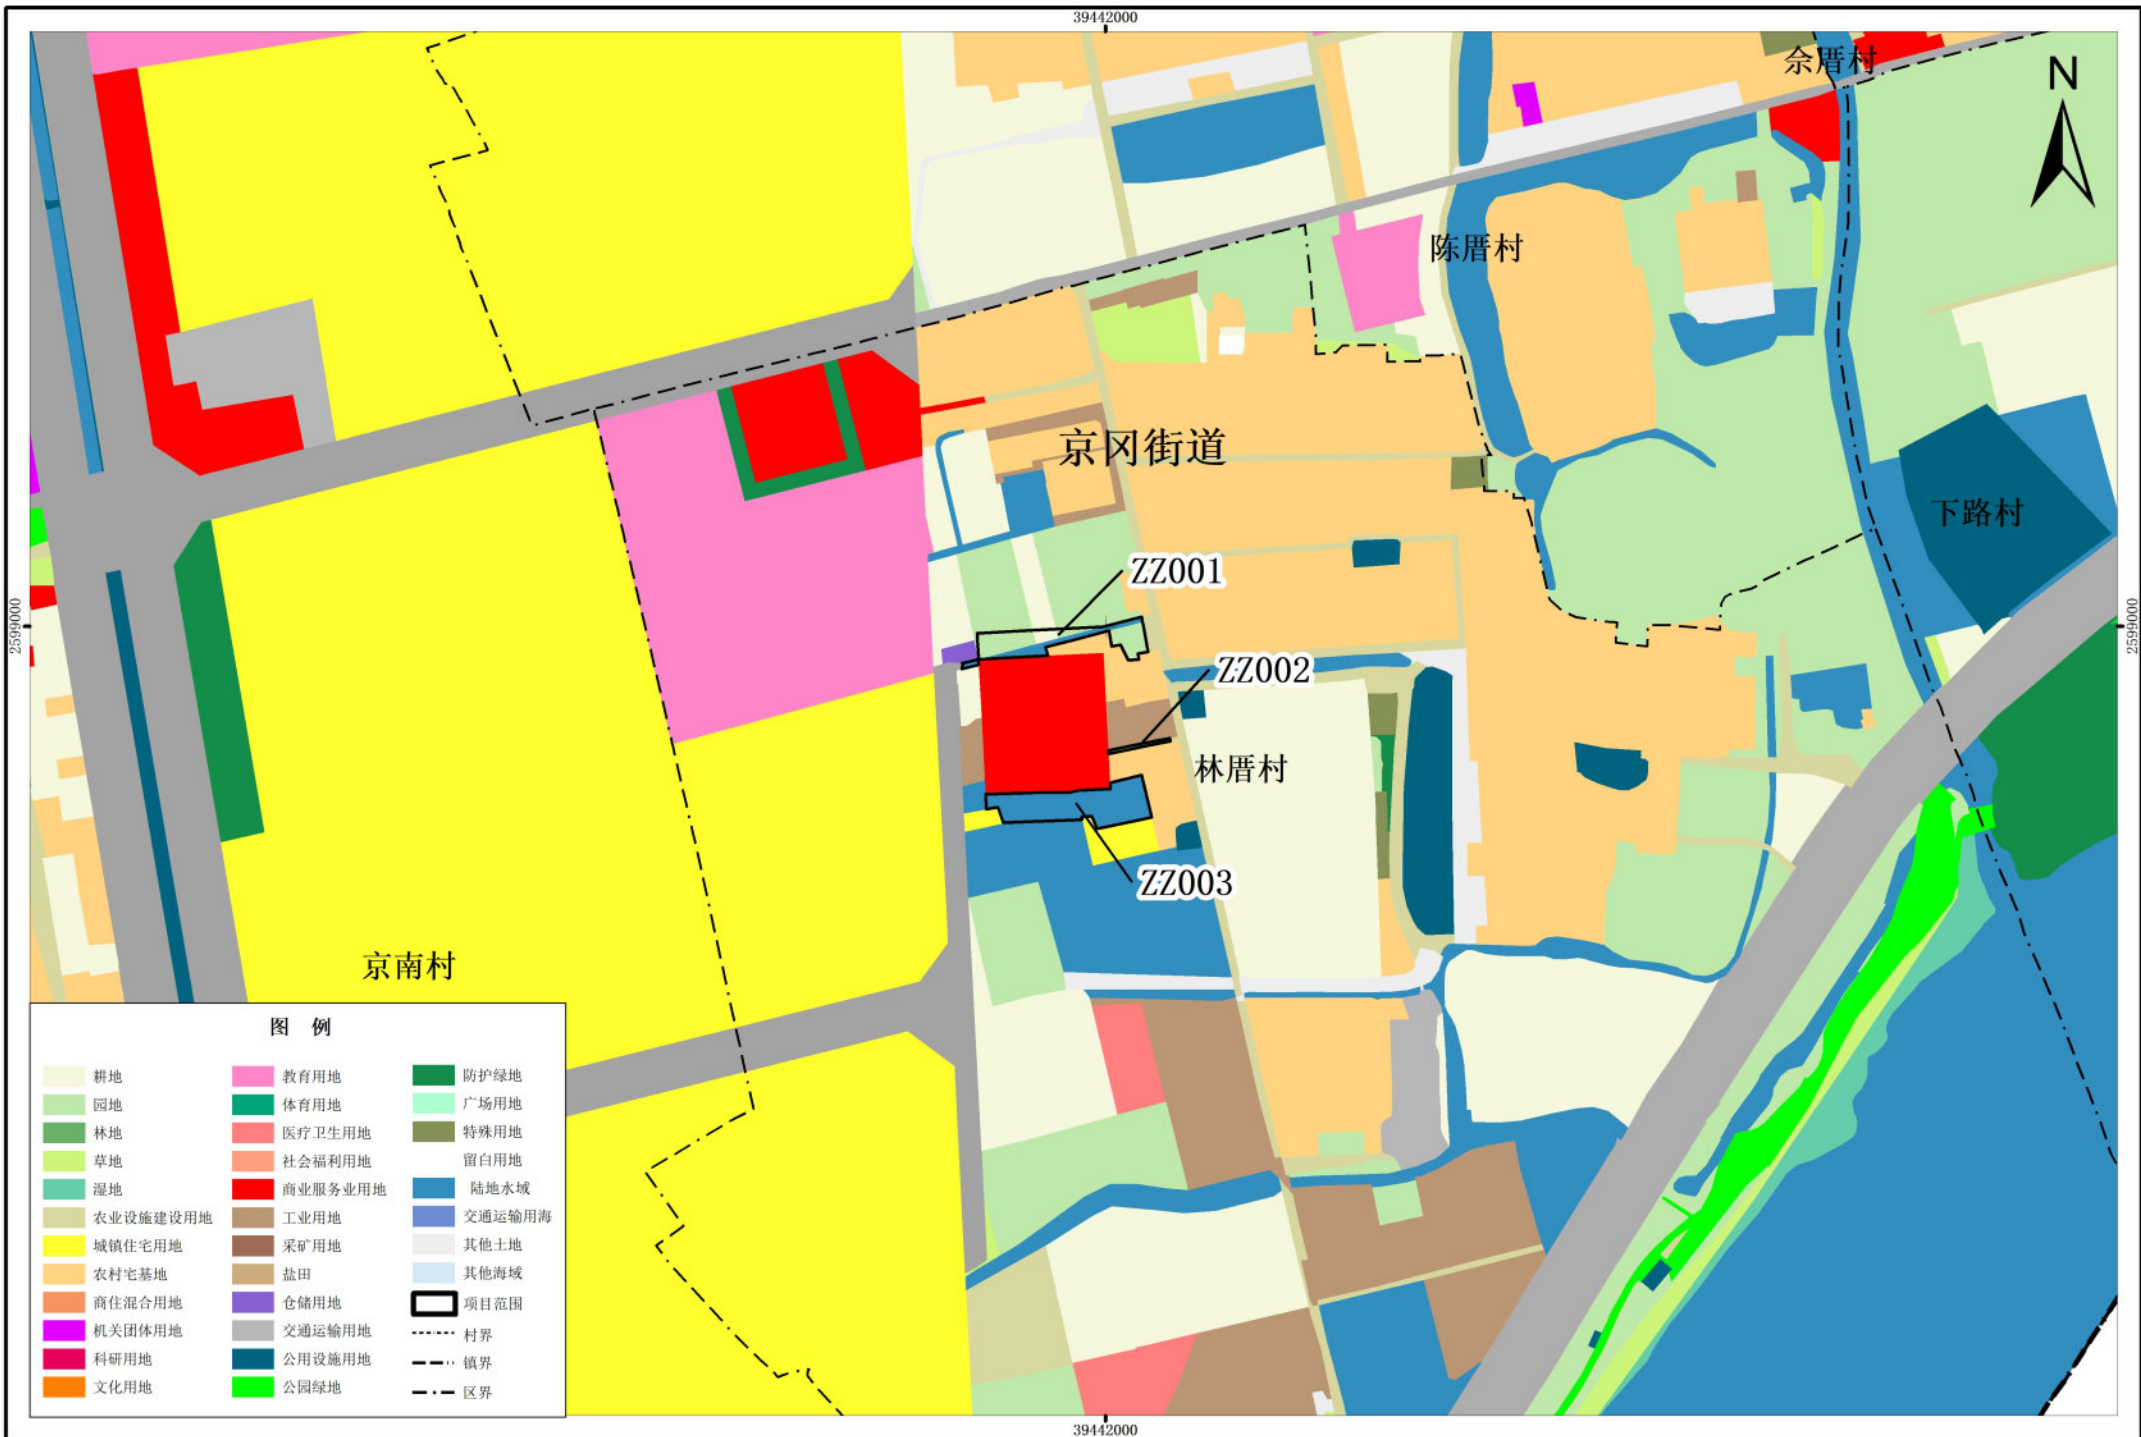 39442000
佘厝村
N
陈厝村
京冈街道
下路村
ZZ001
2599000
2599000
ZZ002
林厝村
ZZ003
京南村
图 例
耕地
园地
林地
草地
湿地
农业设施建设用地
城镇住宅用地
农村宅基地
商住混合用地
机关团体用地
科研用地
文化用地
教育用地
体育用地
医疗卫生用地
社会福利用地
商业服务业用地
工业用地
采矿用地
盐田
仓储用地
交通运输用地
公用设施用地
公园绿地
防护绿地
广场用地
特殊用地
留白用地
陆地水域
交通运输用海
其他土地
其他海域
项目范围
村界
镇界
区界
39442000